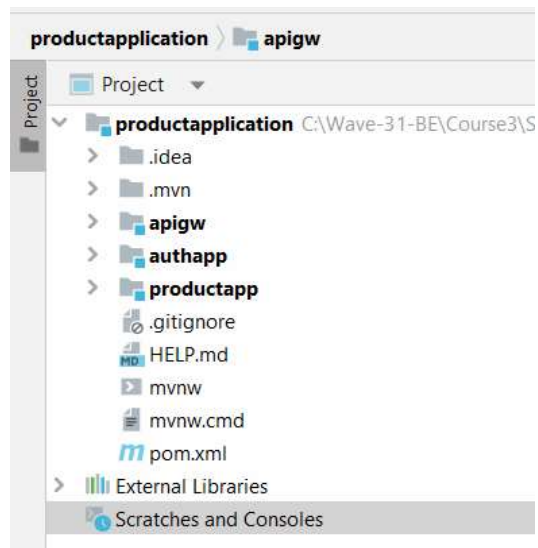 productapplication apigw
Project
Project
productapplication C:\Wave-31-BE\Course3\S
.idea
.mvn
apigw
authapp
productapp
.gitignore
MD HELP.md
mvnw
mvnw.cmd
m pom.xml
External Libraries
Scratches and Consoles